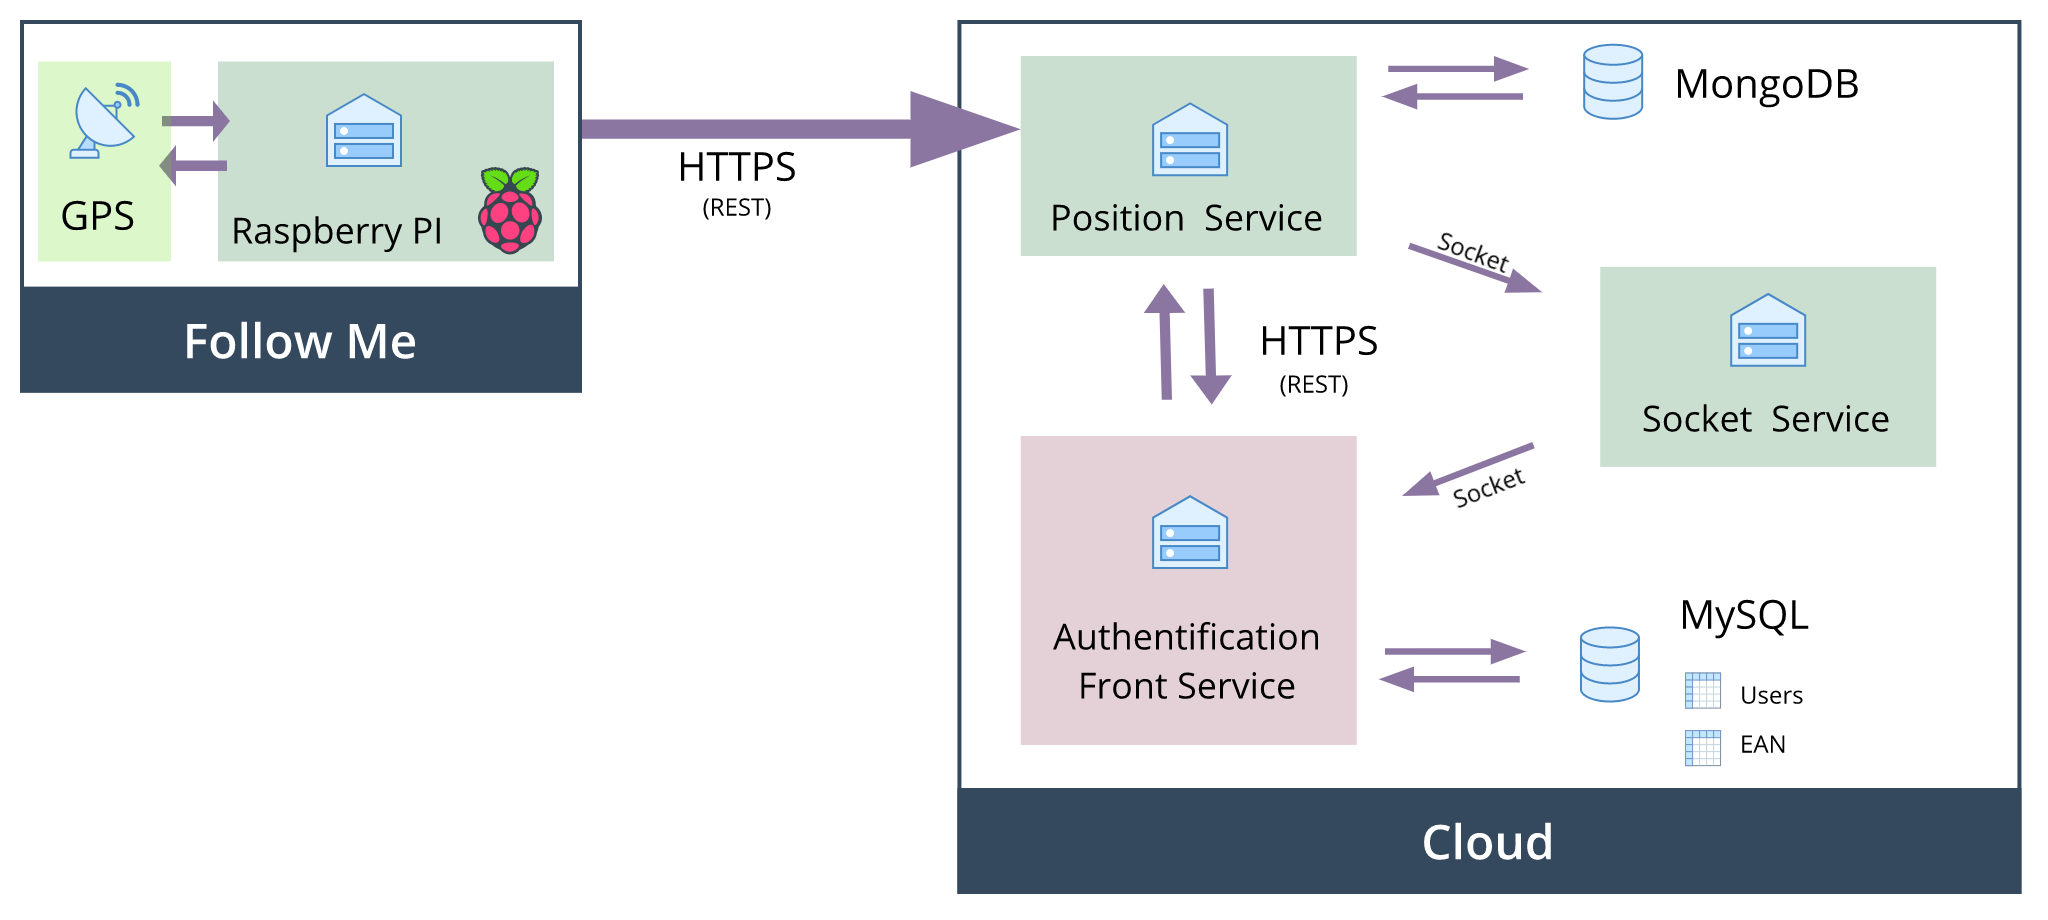 GPS
Raspberry PI
Follow Me
HTTPS
(REST)
Position Service
MongoDB
Socket
Socket Service
HTTPS
(REST)
Socket
Authentification
Front Service
MySQL
Users
EAN
Cloud